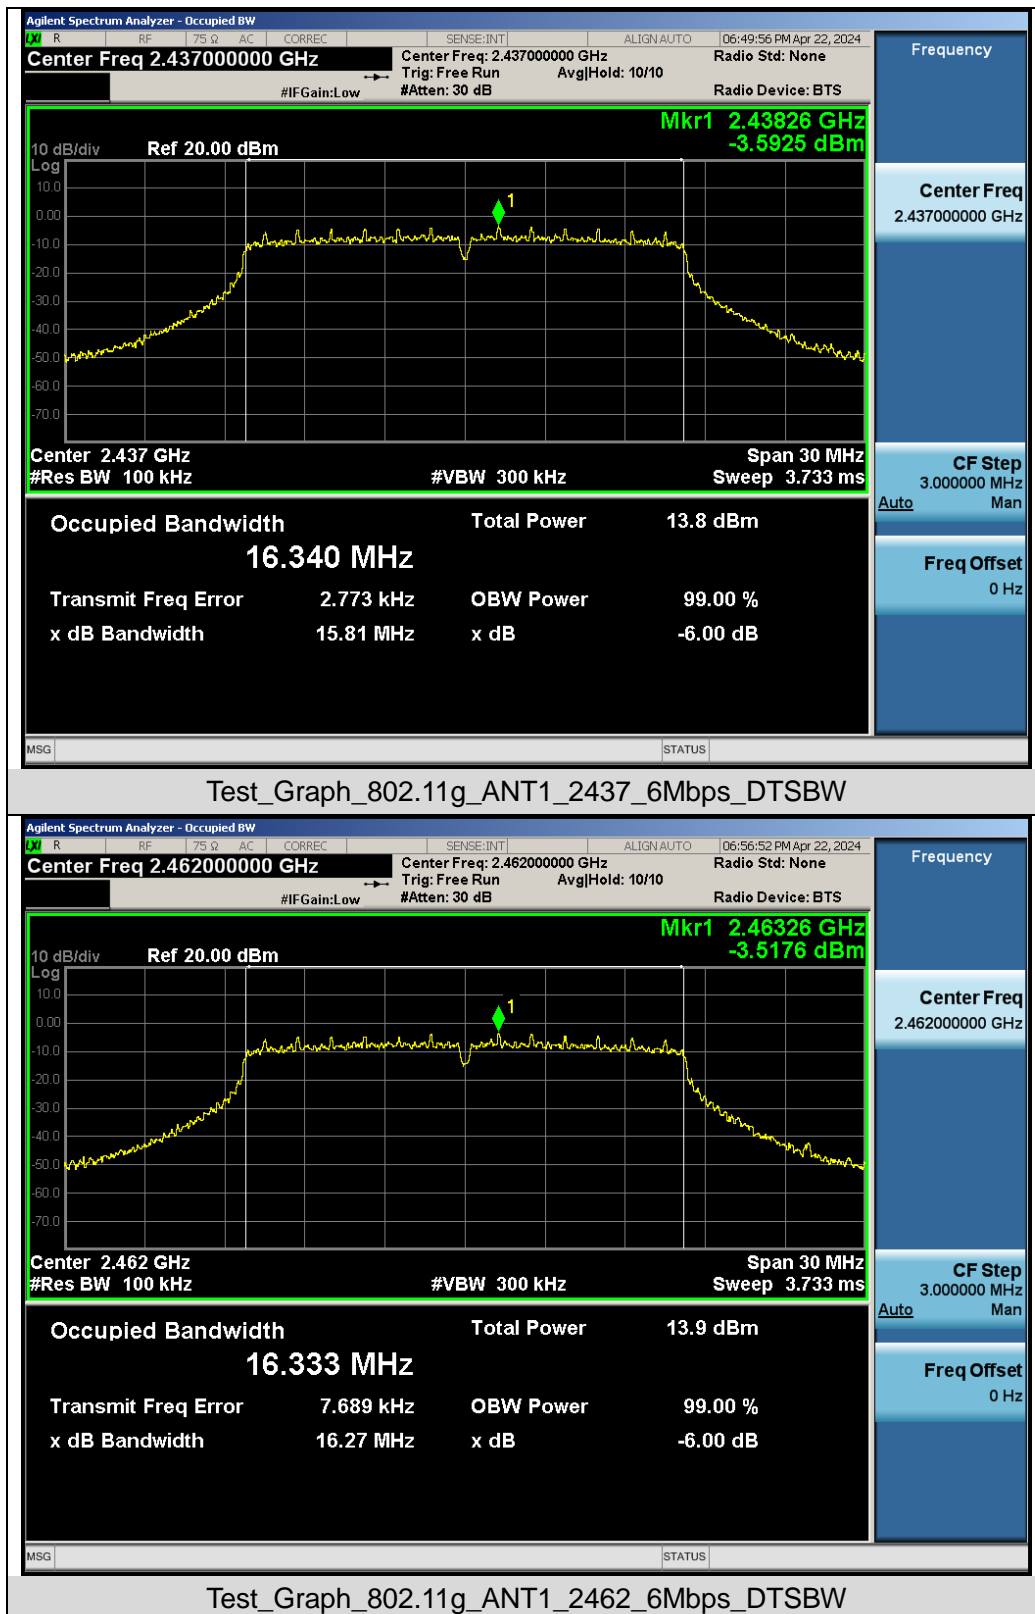 Agilent Spectrum Analyzer - Occupied BW
LXI R RF 75 Ω AC CORREC SENSE:INT ALIGN AUTO 06:49:56 PM Apr 22, 2024
Center Freq 2.437000000 GHz Center Freq: 2.437000000 GHz Radio Std: None Frequency
Trig: Free Run Avg|Hold: 10/10
#IFGain:Low #Atten: 30 dB Radio Device: BTS
Mkr1 2.43826 GHz
10 dB/div Ref 20.00 dBm -3.5925 dBm
Log
10.0
0.00
-10.0
-20.0
-30.0
-40.0
-50.0
-60.0
-70.0
1
Center Freq
2.437000000 GHz
Center 2.437 GHz Span 30 MHz
#Res BW 100 kHz #VBW 300 kHz Sweep 3.733 ms
CF Step
3.000000 MHz
Auto Man
Occupied Bandwidth Total Power 13.8 dBm
16.340 MHz
Freq Offset
0 Hz
Transmit Freq Error 2.773 kHz OBW Power 99.00 %
x dB Bandwidth 15.81 MHz x dB -6.00 dB
MSG STATUS
Test_Graph_802.11g_ANT1_2437_6Mbps_DTSBW
Agilent Spectrum Analyzer - Occupied BW
LXI R RF 75 Ω AC CORREC SENSE:INT ALIGN AUTO 06:56:52 PM Apr 22, 2024
Center Freq 2.462000000 GHz Center Freq: 2.462000000 GHz Radio Std: None Frequency
Trig: Free Run Avg|Hold: 10/10
#IFGain:Low #Atten: 30 dB Radio Device: BTS
Mkr1 2.46326 GHz
10 dB/div Ref 20.00 dBm -3.5176 dBm
Log
10.0
0.00
-10.0
-20.0
-30.0
-40.0
-50.0
-60.0
-70.0
1
Center Freq
2.462000000 GHz
Center 2.462 GHz Span 30 MHz
#Res BW 100 kHz #VBW 300 kHz Sweep 3.733 ms
CF Step
3.000000 MHz
Auto Man
Occupied Bandwidth Total Power 13.9 dBm
16.333 MHz
Freq Offset
0 Hz
Transmit Freq Error 7.689 kHz OBW Power 99.00 %
x dB Bandwidth 16.27 MHz x dB -6.00 dB
MSG STATUS
Test_Graph_802.11g_ANT1_2462_6Mbps_DTSBW